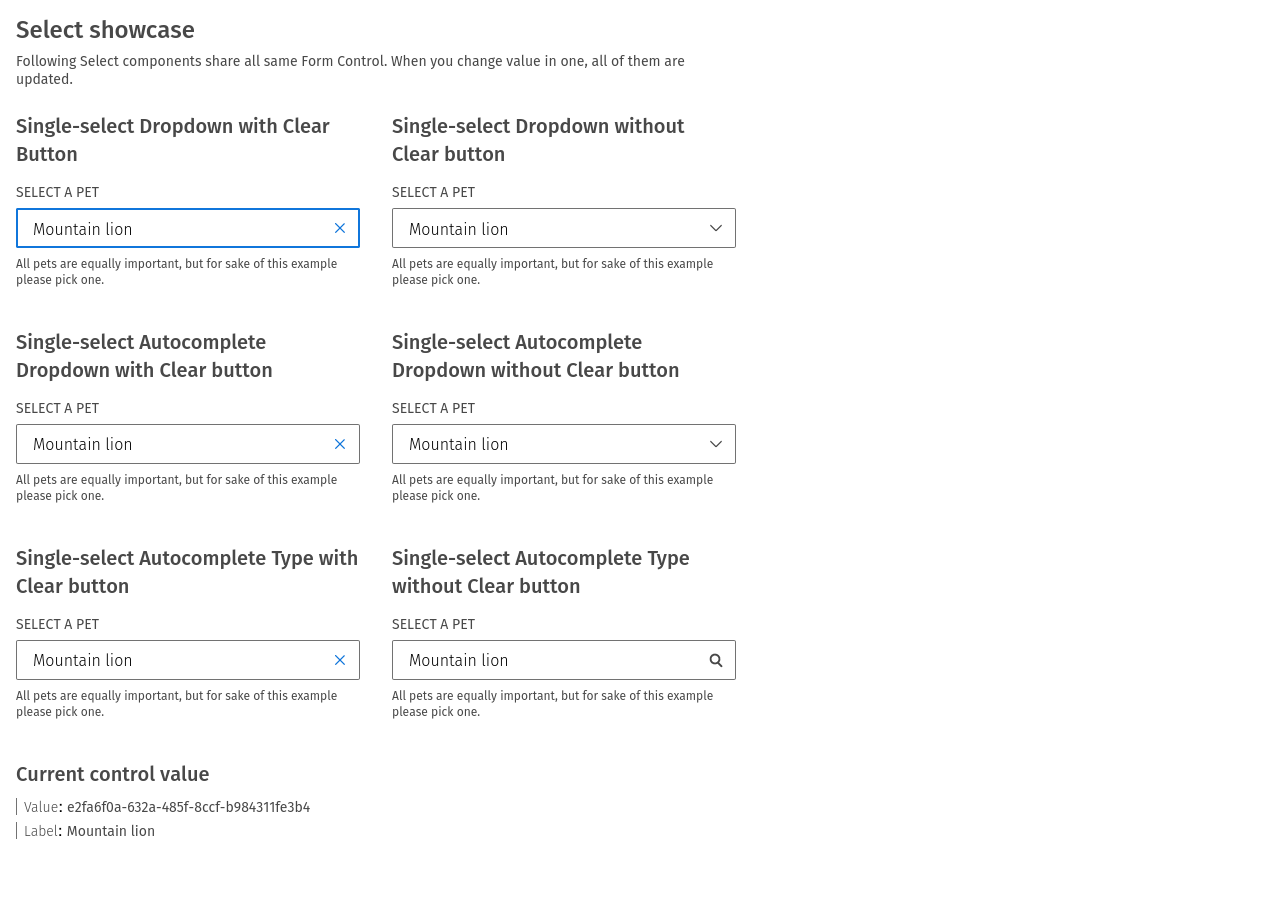 Select showcase
Following Select components share all same Form Control. When you change value in one, all of them are
updated.
Single-select Dropdown with Clear
Button
SELECT A PET
Mountain lion
All pets are equally important, but for sake of this example
please pick one.
Single-select Dropdown without
Clear button
SELECT A PET
Mountain lion
All pets are equally important, but for sake of this example
please pick one.
Single-select Autocomplete
Dropdown with Clear button
SELECT A PET
Mountain lion
All pets are equally important, but for sake of this example
please pick one.
Single-select Autocomplete
Dropdown without Clear button
SELECT A PET
Mountain lion
All pets are equally important, but for sake of this example
please pick one.
Single-select Autocomplete Type with
Clear button
SELECT A PET
Mountain lion
All pets are equally important, but for sake of this example
please pick one.
Single-select Autocomplete Type
without Clear button
SELECT A PET
Mountain lion
All pets are equally important, but for sake of this example
please pick one.
Current control value
Value: e2fa6f0a-632a-485f-8ccf-b984311fe3b4
Label: Mountain lion